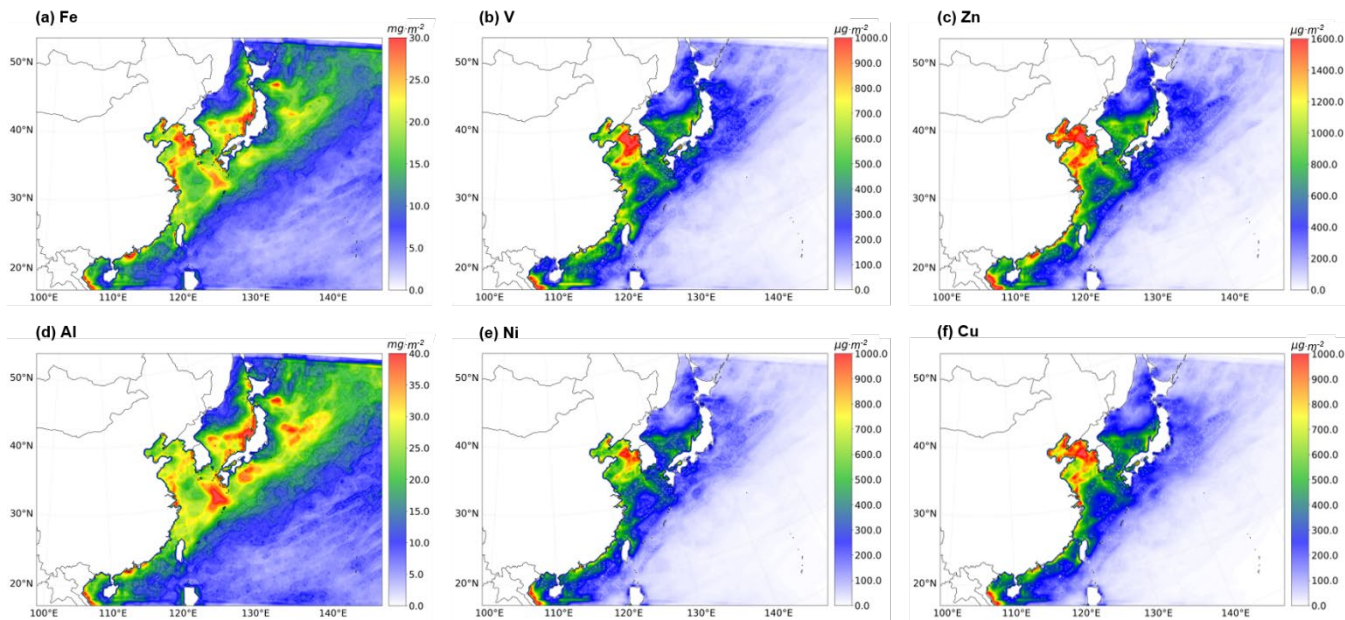 (a) Fe
mg·m⁻²
30.0
25.0
20.0
15.0
10.0
5.0
0.0
50°N
40°N
30°N
20°N
100°E 110°E 120°E 130°E 140°E
(b) V
μg·m⁻²
1000.0
900.0
800.0
700.0
600.0
500.0
400.0
300.0
200.0
100.0
0.0
50°N
40°N
30°N
20°N
100°E 110°E 120°E 130°E 140°E
(c) Zn
μg·m⁻²
1600.0
1400.0
1200.0
1000.0
800.0
600.0
400.0
200.0
0.0
50°N
40°N
30°N
20°N
100°E 110°E 120°E 130°E 140°E
(d) Al
mg·m⁻²
40.0
35.0
30.0
25.0
20.0
15.0
10.0
5.0
0.0
50°N
40°N
30°N
20°N
100°E 110°E 120°E 130°E 140°E
(e) Ni
μg·m⁻²
1000.0
900.0
800.0
700.0
600.0
500.0
400.0
300.0
200.0
100.0
0.0
50°N
40°N
30°N
20°N
100°E 110°E 120°E 130°E 140°E
(f) Cu
μg·m⁻²
1000.0
900.0
800.0
700.0
600.0
500.0
400.0
300.0
200.0
100.0
0.0
50°N
40°N
30°N
20°N
100°E 110°E 120°E 130°E 140°E